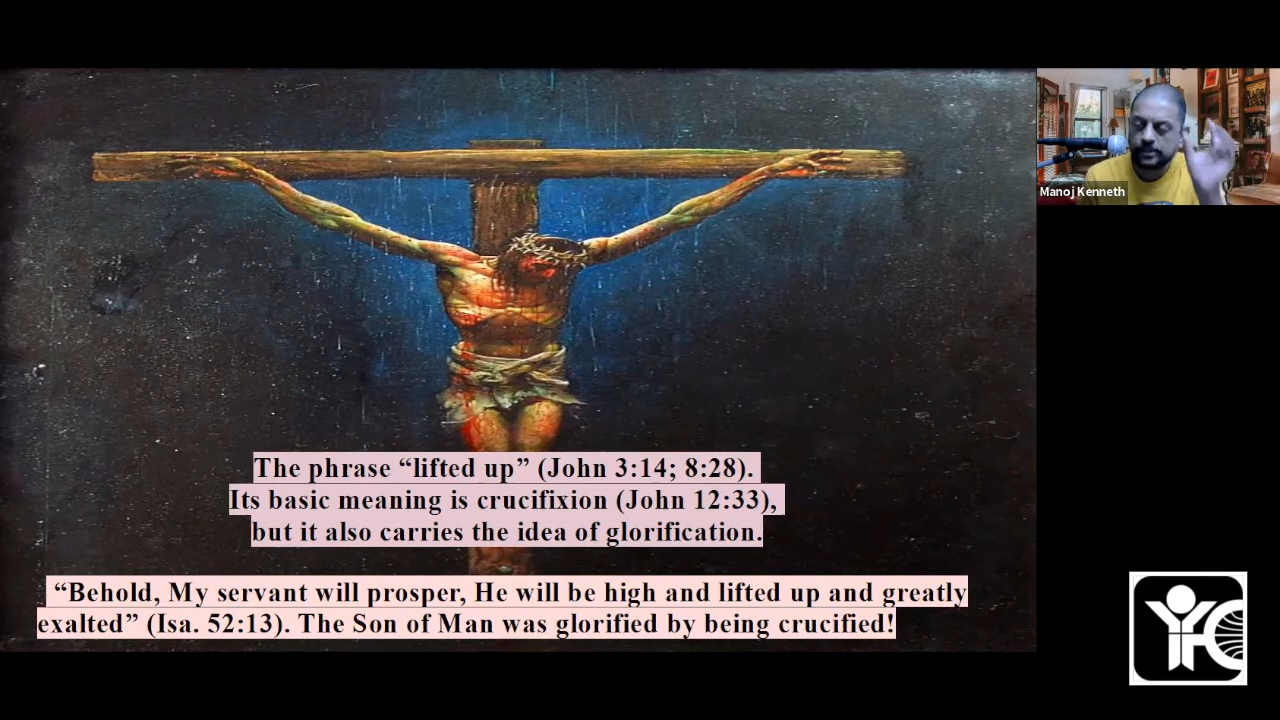 Manoj Kenneth
The phrase “lifted up” (John 3:14; 8:28).
Its basic meaning is crucifixion (John 12:33),
but it also carries the idea of glorification.
“Behold, My servant will prosper, He will be high and lifted up and greatly
exalted” (Isa. 52:13). The Son of Man was glorified by being crucified!
YFC